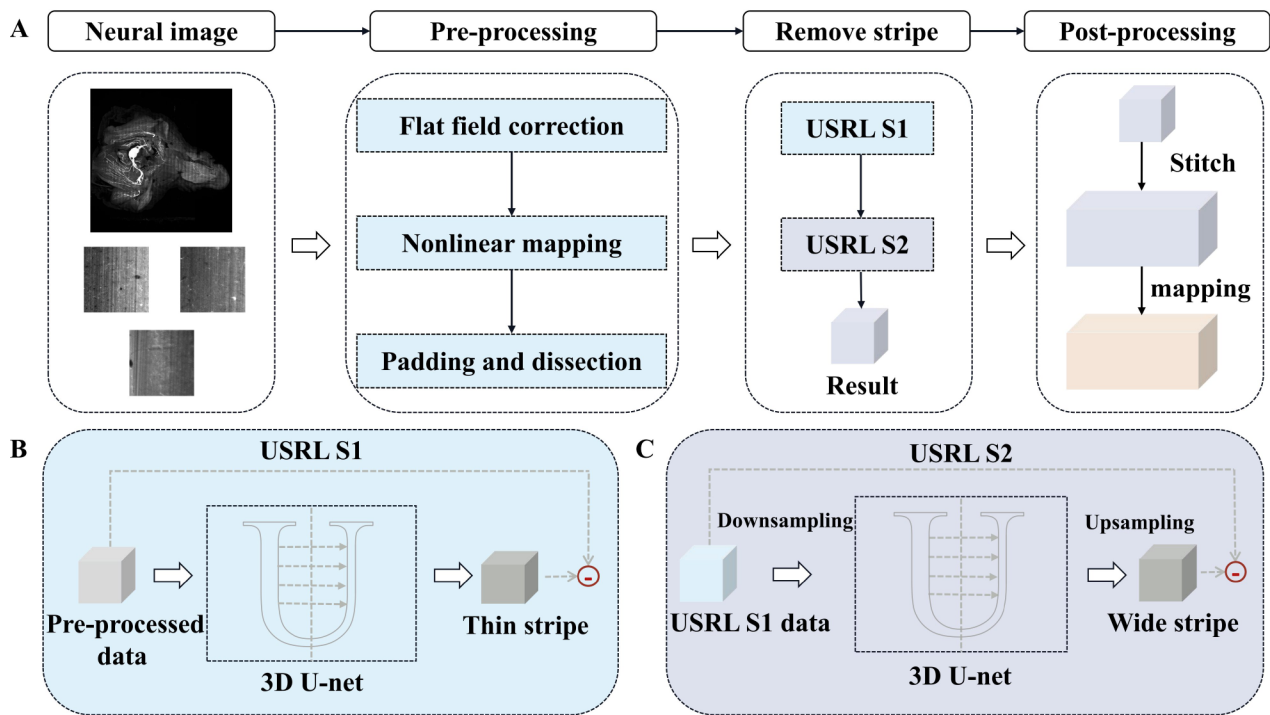 A
Neural image
Pre-processing
Remove stripe
Post-processing
Flat field correction
Nonlinear mapping
Padding and dissection
USRL S1
USRL S2
Result
Stitch
mapping
B
USRL S1
Pre-processed
data
3D U-net
Thin stripe
-
C
USRL S2
Downsampling
Upsampling
USRL S1 data
3D U-net
Wide stripe
-